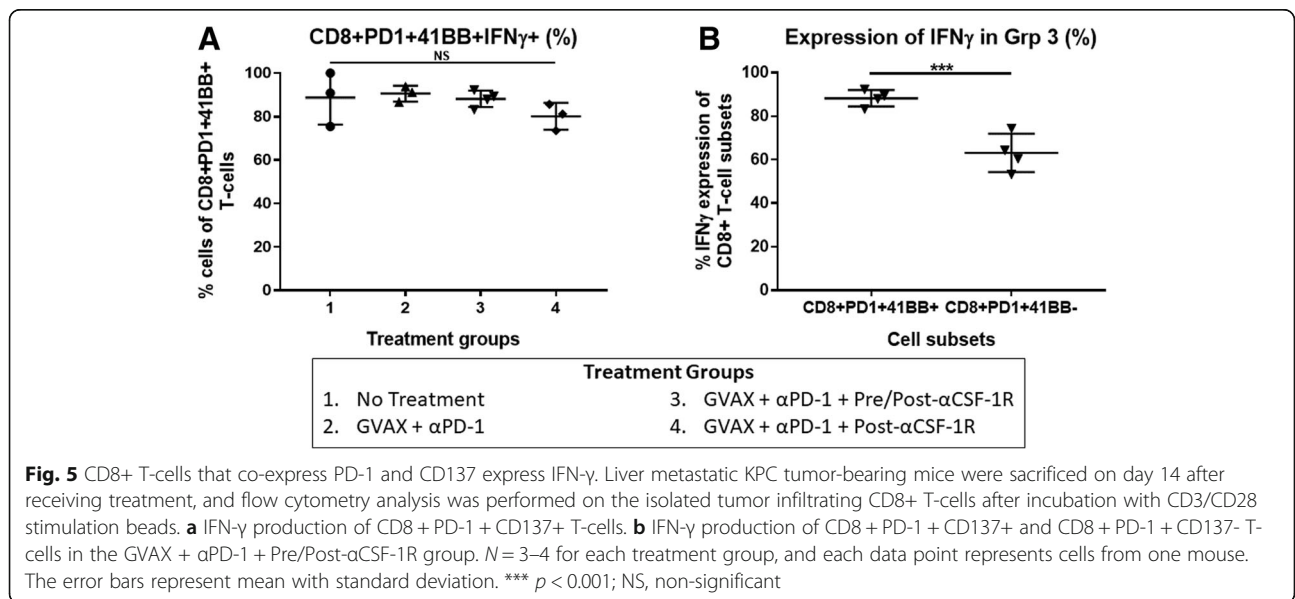 A
CD8+PD1+41BB+IFNγ+ (%)
NS
% cells of CD8+PD1+41BB+
T-cells
100
80
60
40
20
0
1 2 3 4
Treatment groups
B
Expression of IFNγ in Grp 3 (%)
***
% IFNγ expression of
CD8+ T-cell subsets
100
80
60
40
20
0
CD8+PD1+41BB+ CD8+PD1+41BB-
Cell subsets
Treatment Groups
1. No Treatment
2. GVAX + αPD-1
3. GVAX + αPD-1 + Pre/Post-αCSF-1R
4. GVAX + αPD-1 + Post-αCSF-1R
Fig. 5 CD8+ T-cells that co-express PD-1 and CD137 express IFN-γ. Liver metastatic KPC tumor-bearing mice were sacrificed on day 14 after
receiving treatment, and flow cytometry analysis was performed on the isolated tumor infiltrating CD8+ T-cells after incubation with CD3/CD28
stimulation beads. a IFN-γ production of CD8 + PD-1 + CD137+ T-cells. b IFN-γ production of CD8 + PD-1 + CD137+ and CD8 + PD-1 + CD137- T-
cells in the GVAX + αPD-1 + Pre/Post-αCSF-1R group. N = 3–4 for each treatment group, and each data point represents cells from one mouse.
The error bars represent mean with standard deviation. *** p < 0.001; NS, non-significant